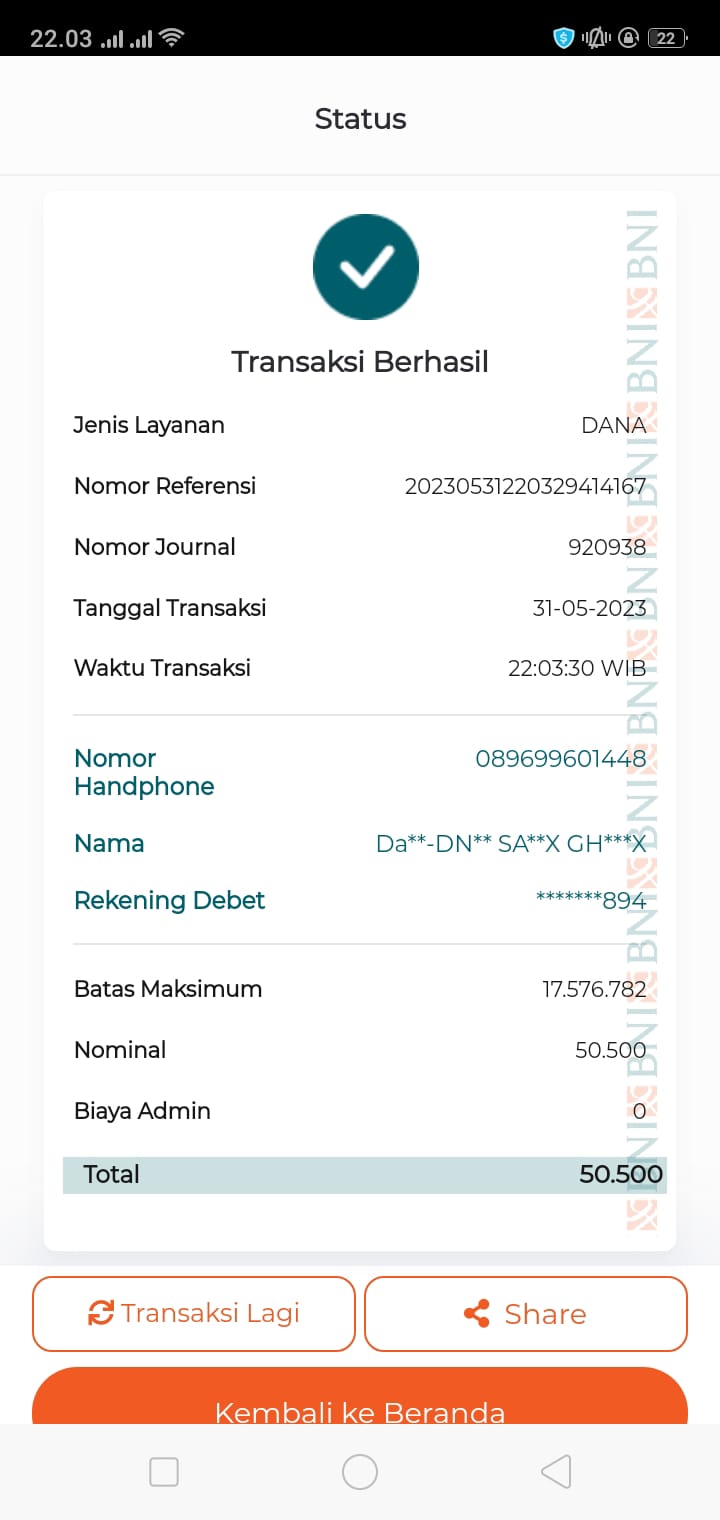 22.03
22
Status
Transaksi Berhasil
Jenis Layanan DANA
Nomor Referensi 20230531220329414167
Nomor Journal 920938
Tanggal Transaksi 31-05-2023
Waktu Transaksi 22:03:30 WIB
Nomor Handphone 089699601448
Nama Da**-DN** SA**X GH***X
Rekening Debet *******894
Batas Maksimum 17.576.782
Nominal 50.500
Biaya Admin 0
Total 50.500
BNI BNI BNI BNI BNI BNI BNI BNI BNI
Transaksi Lagi
Share
Kembali ke Beranda